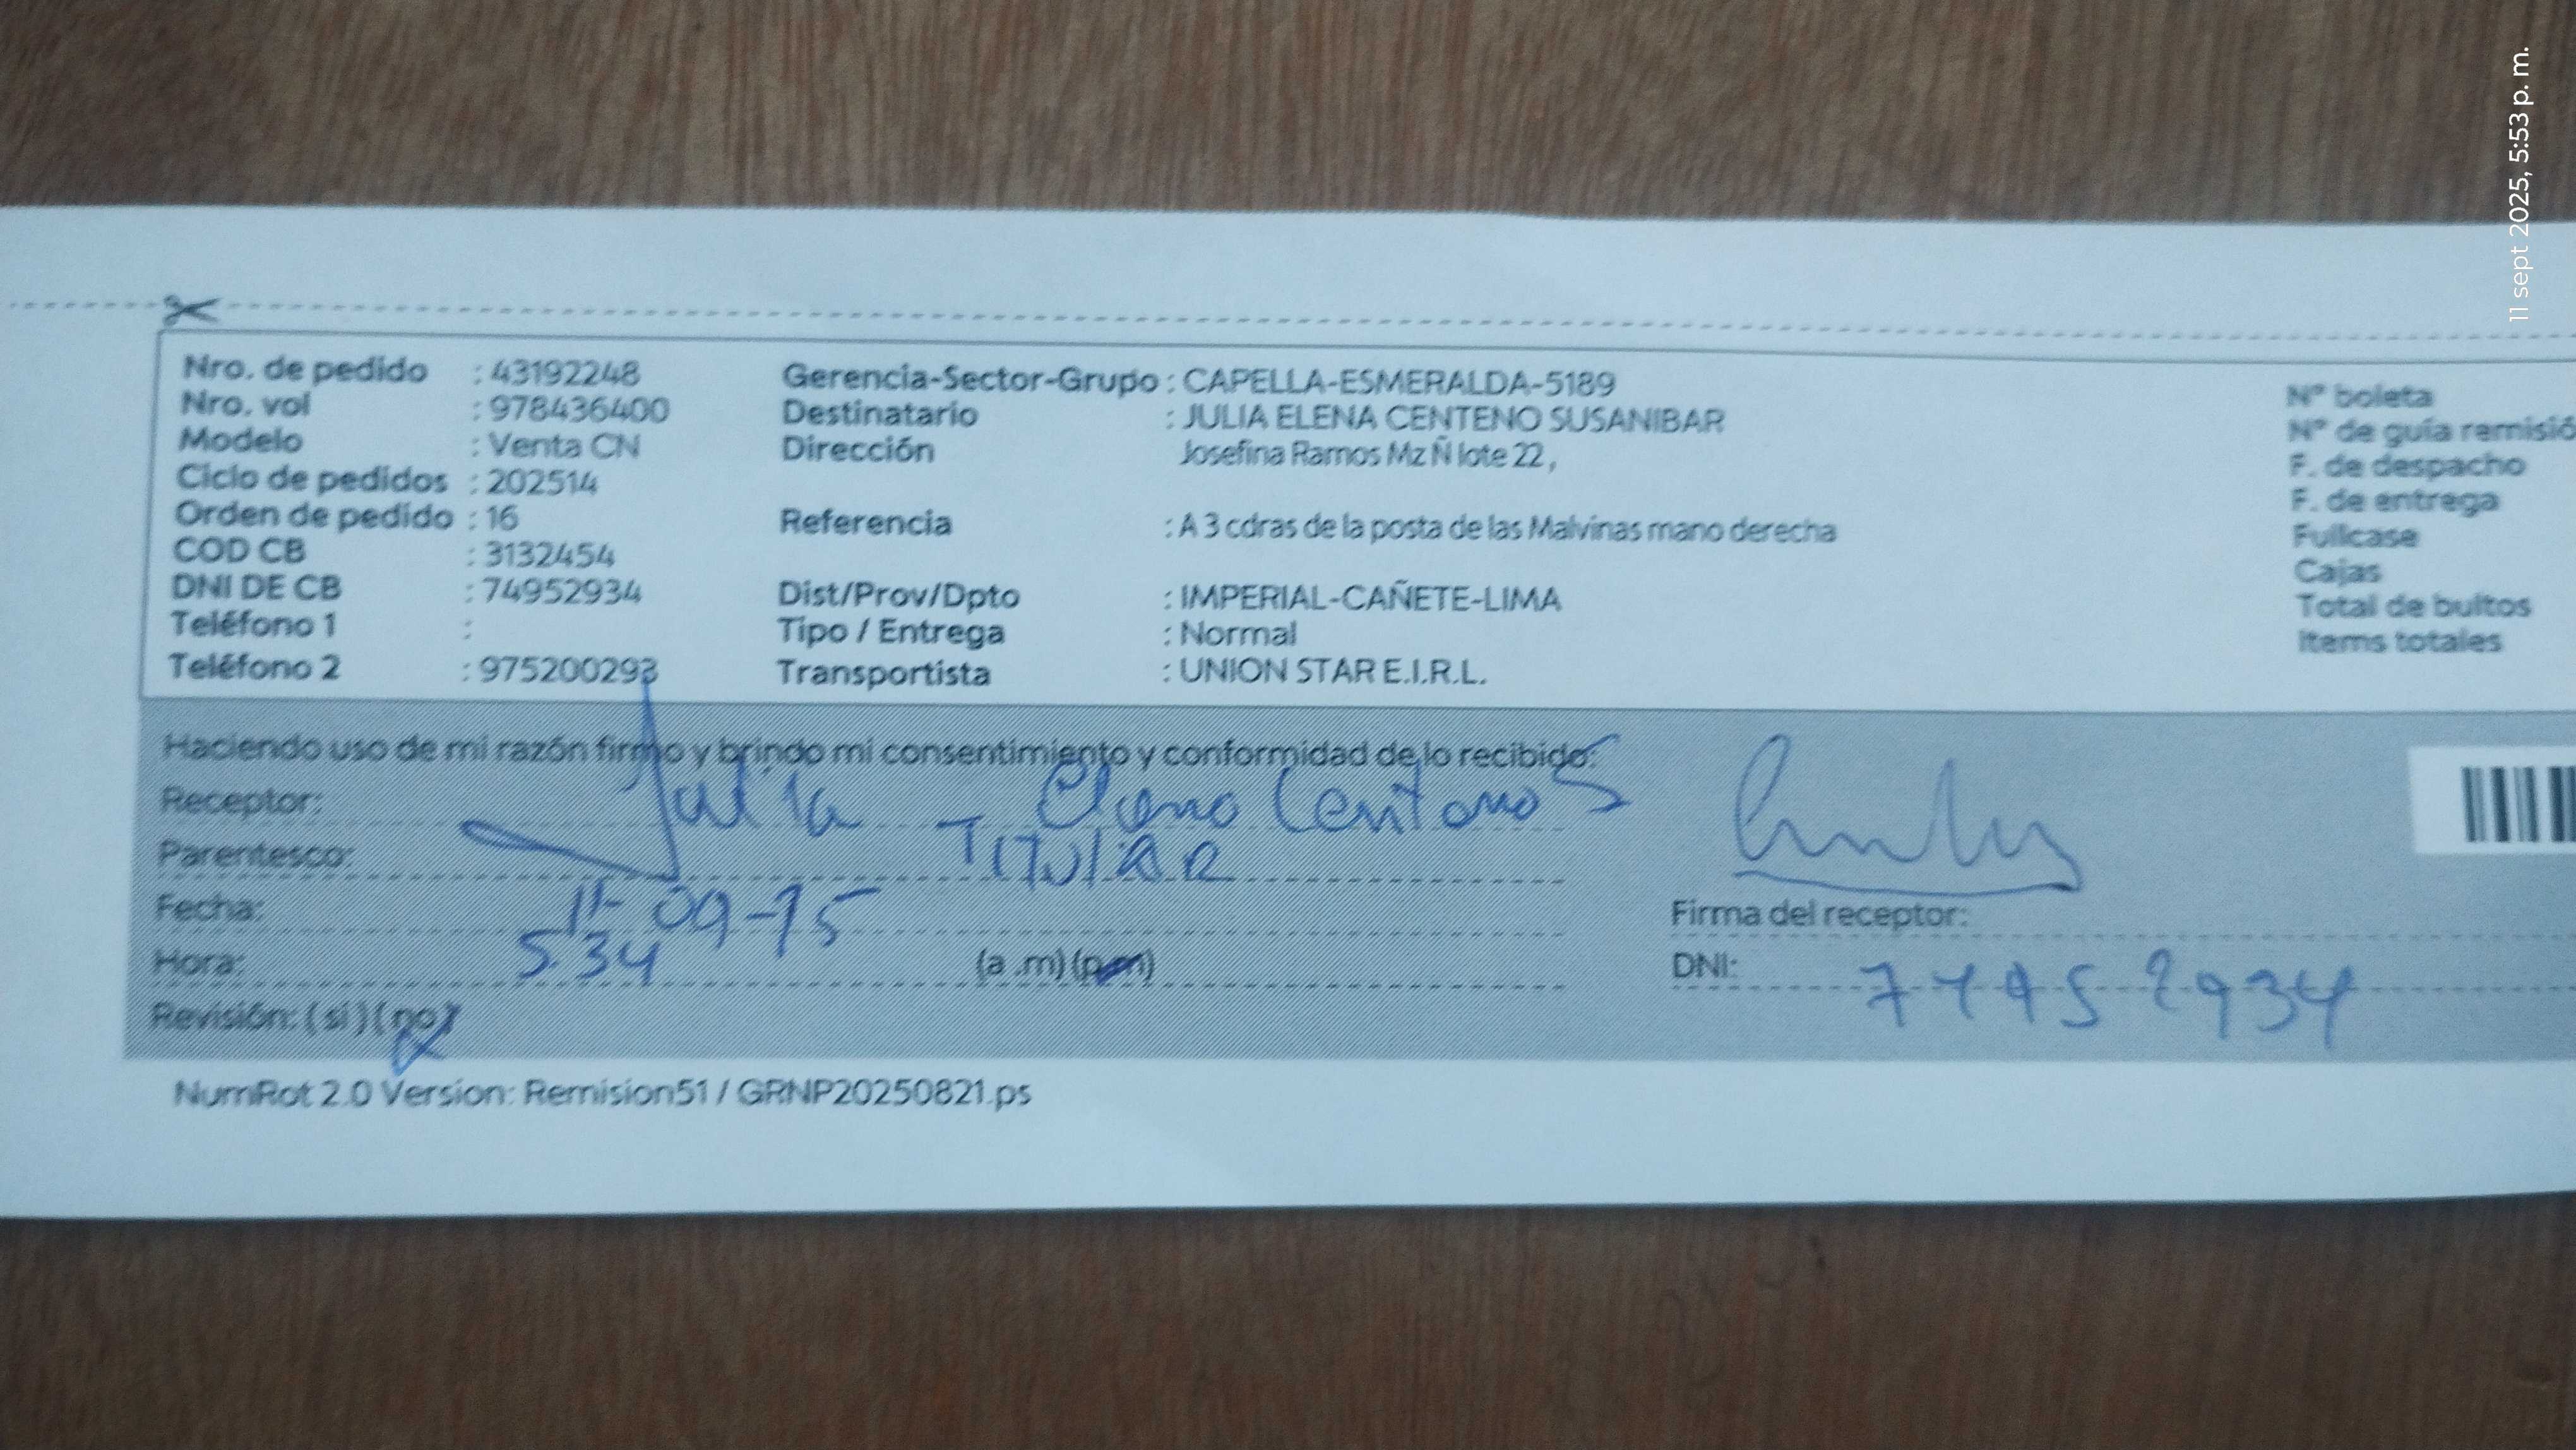 11 sept 2025, 5:53 p. m.
Nro. de pedido : 43192248
Nro. vol : 978436400
Modelo : Venta CN
Ciclo de pedidos : 202514
Orden de pedido : 16
COD CB : 3132454
DNI DE CB : 74952934
Teléfono 1 :
Teléfono 2 : 975200293
Gerencia-Sector-Grupo : CAPELLA-ESMERALDA-5189
Destinatario : JULIA ELENA CENTENO SUSANIBAR
Dirección Josefina Ramos Mz Ñ lote 22,
Referencia : A 3 cdras de la posta de las Malvinas mano derecha
Dist/Prov/Dpto : IMPERIAL-CAÑETE-LIMA
Tipo / Entrega : Normal
Transportista : UNION STAR E.I.R.L.
Nº boleta
Nº de guía remisió
F. de despacho
F. de entrega
Fullcase
Cajas
Total de bultos
Items totales
Haciendo uso de mi razón firmo y brindo mi consentimiento y conformidad de lo recibido:
Receptor: Julia Centeno S
Parentesco: TITULAR
Fecha: 11-09-
Hora: 5.34 (a .m) (p.m)
Revisión: (si) (no)
Firma del receptor:
DNI:
NumRot 2.0 Version: Remision51 / GRNP20250821.ps